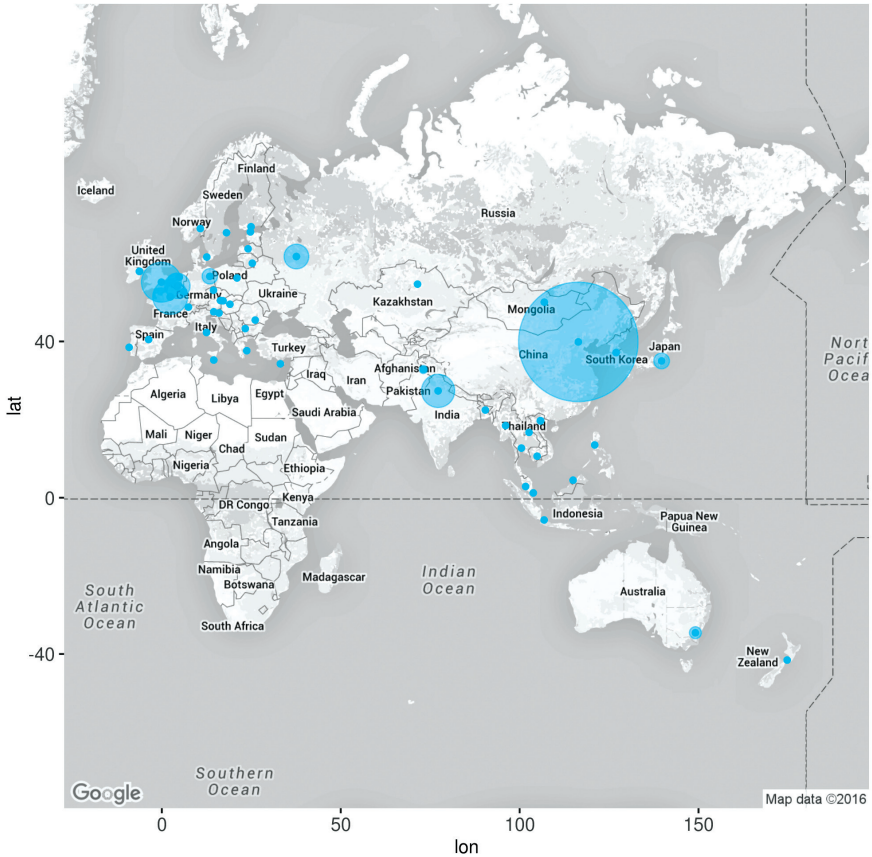 Iceland
Finland
Sweden
Norway
Russia
United
Kingdom
Poland
Germany
Ukraine
Kazakhstan
Mongolia
France
Spain
Italy
Turkey
China
South Korea
Japan
North
Pacif
Ocea
40
Afghanistan
Iraq
Iran
Pakistan
India
Algeria
Libya
Egypt
Saudi Arabia
Mali
Niger
Chad
Sudan
Thailand
Nigeria
Ethiopia
0
DR Congo
Kenya
Tanzania
Indonesia
Papua New
Guinea
Angola
Namibia
Botswana
Madagascar
South Africa
South
Atlantic
Ocean
Indian
Ocean
Australia
New
Zealand
-40
Southern
Ocean
Google
Map data ©2016
0
50
100
150
lon
lat